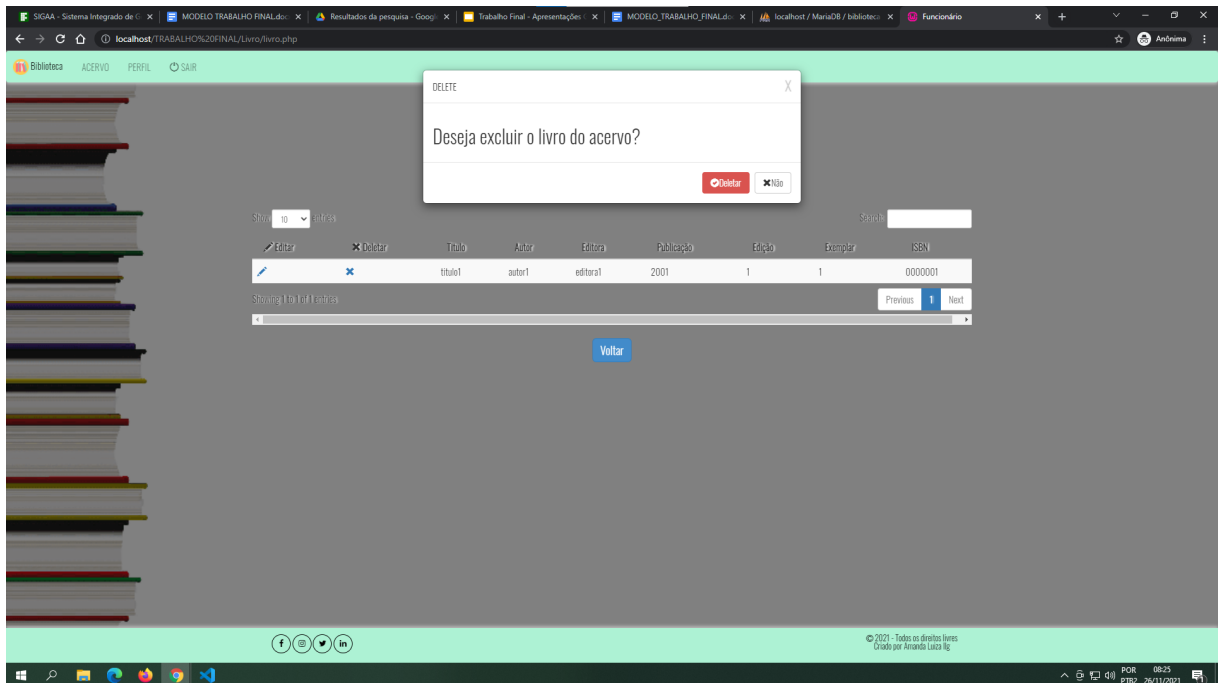 SIGAA - Sistema Integrado de G
MODELO TRABALHO FINAL.doc
Resultados da pesquisa - Google
Trabalho Final - Apresentações
MODELO_TRABALHO_FINAL.do
localhost / MariaDB / biblioteca
Funcionário
localhost/TRABALHO%20FINAL/Livro/livro.php
Anônima
Biblioteca ACERVO PERFIL SAIR
DELETE X
Deseja excluir o livro do acervo?
Deletar Não
Show 10 entries Search:
Editar Deletar Titulo Autor Editora Publicação Edição Exemplar ISBN
titulo1 autor1 editora1 2001 1 1 0000001
Showing 1 to 1 of 1 entries Previous 1 Next
Voltar
© 2021 - Todos os direitos livres
Criado por Amanda Luiza Ilg
POR 08:25
PTB2 26/11/2021